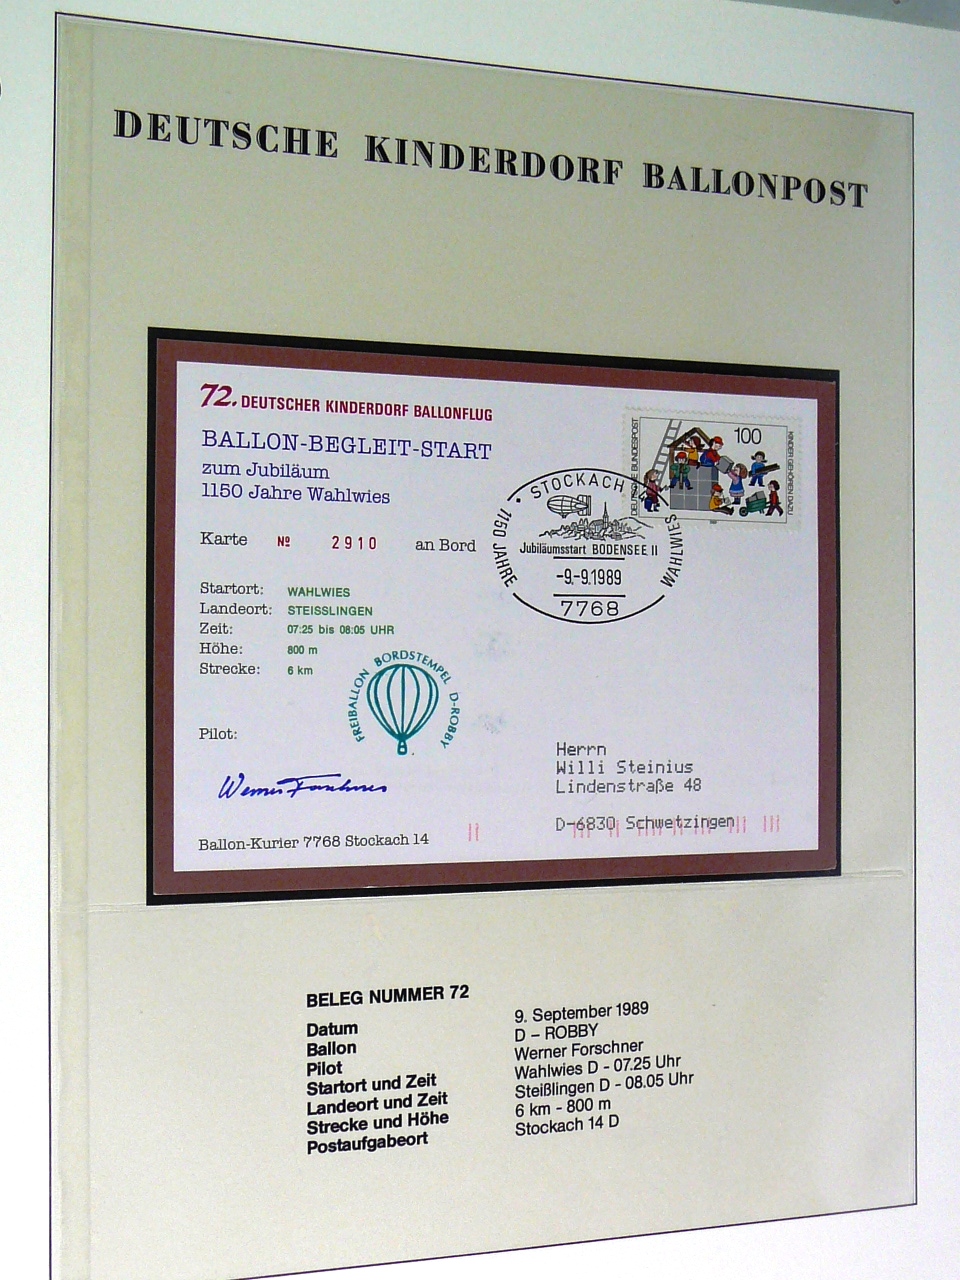 DEUTSCHE KINDERDORF BALLONPOST
72. DEUTSCHER KINDERDORF BALLONFLUG
BALLON-BEGLEIT-START
zum Jubiläum
1150 Jahre Wahlwies
Karte № 2910 an Bord
DEUTSCHE BUNDESPOST
100
KINDER GEHÖREN DAZU
STOCKACH
1150 JAHRE WAHLWIES
Jubiläumsstart BODENSEE II
-9.-9.1989
7768
Startort: WAHLWIES
Landeort: STEISSLINGEN
Zeit: 07:25 bis 08:05 UHR
Höhe: 800 m
Strecke: 6 km
FREIBALLON BORDSTEMPEL D-ROBBY
Pilot:
Werner Forschner
Herrn
Willi Steinius
Lindenstraße 48
D-6830 Schwetzingen
Ballon-Kurier 7768 Stockach 14
BELEG NUMMER 72
Datum 9. September 1989
Ballon D – ROBBY
Pilot Werner Forschner
Startort und Zeit Wahlwies D - 07.25 Uhr
Landeort und Zeit Steißlingen D - 08.05 Uhr
Strecke und Höhe 6 km - 800 m
Postaufgabeort Stockach 14 D